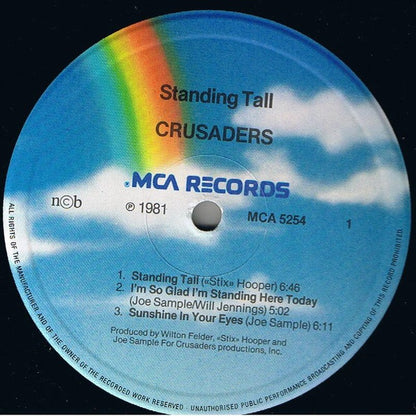 Standing Tall
CRUSADERS
MCA RECORDS
n©b
℗ 1981
MCA 5254
1
1. Standing Tall («Stix» Hooper) 6:46
2. I'm So Glad I'm Standing Here Today
(Joe Sample/Will Jennings) 5:02
3. Sunshine In Your Eyes (Joe Sample) 6:11
Produced by Wilton Felder, «Stix» Hooper and
Joe Sample For Crusaders productions, Inc.
ALL RIGHTS OF THE MANUFACTURER AND OF THE OWNER OF THE RECORDED WORK RESERVED - UNAUTHORISED PUBLIC PERFORMANCE BROADCASTING AND COPYING OF THIS RECORD PROHIBITED.